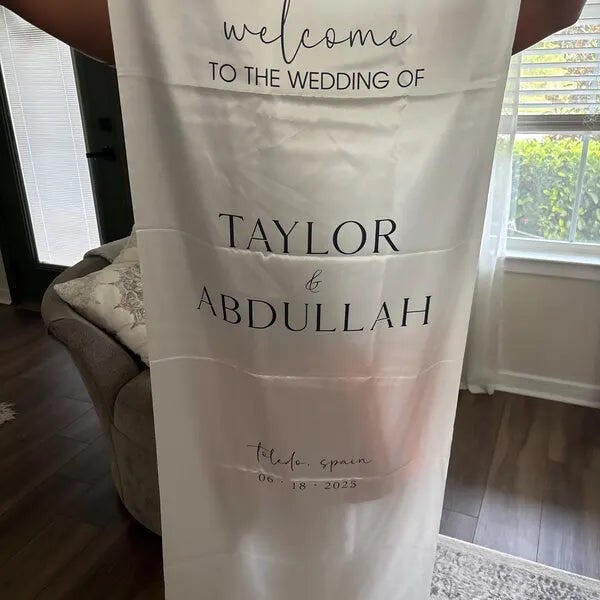 welcome
TO THE WEDDING OF
TAYLOR
&
ABDULLAH
toledo, spain
06 · 18 · 2025